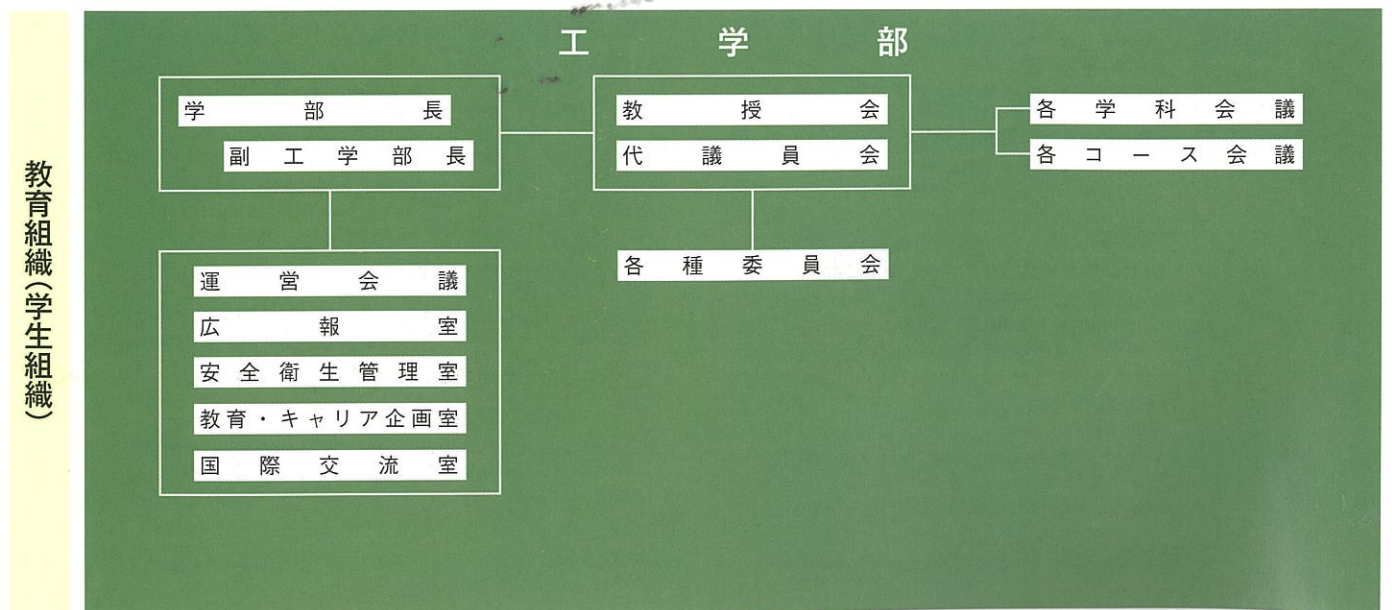 教育組織(学生組織)
工学部
学部長
副工学部長
教授会
代議員会
各学科会議
各コース会議
各種委員会
運営会議
広報室
安全衛生管理室
教育・キャリア企画室
国際交流室